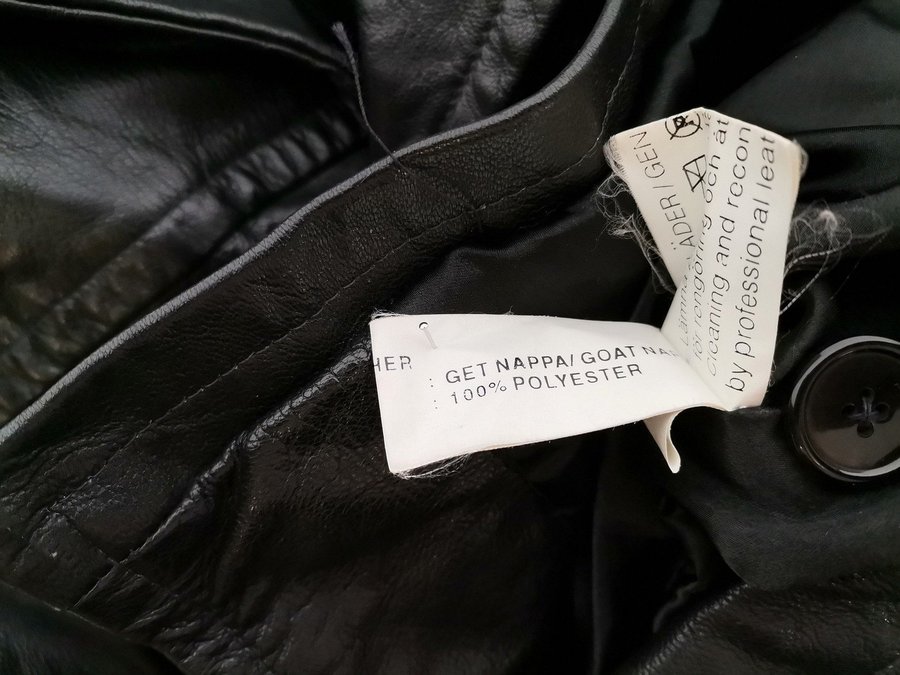 HER
: GET NAPPA/ GOAT NA
: 100% POLYESTER
ÄDER / GEN
Lämna
för rengöring och åt
cleaning and recon
by professional leat